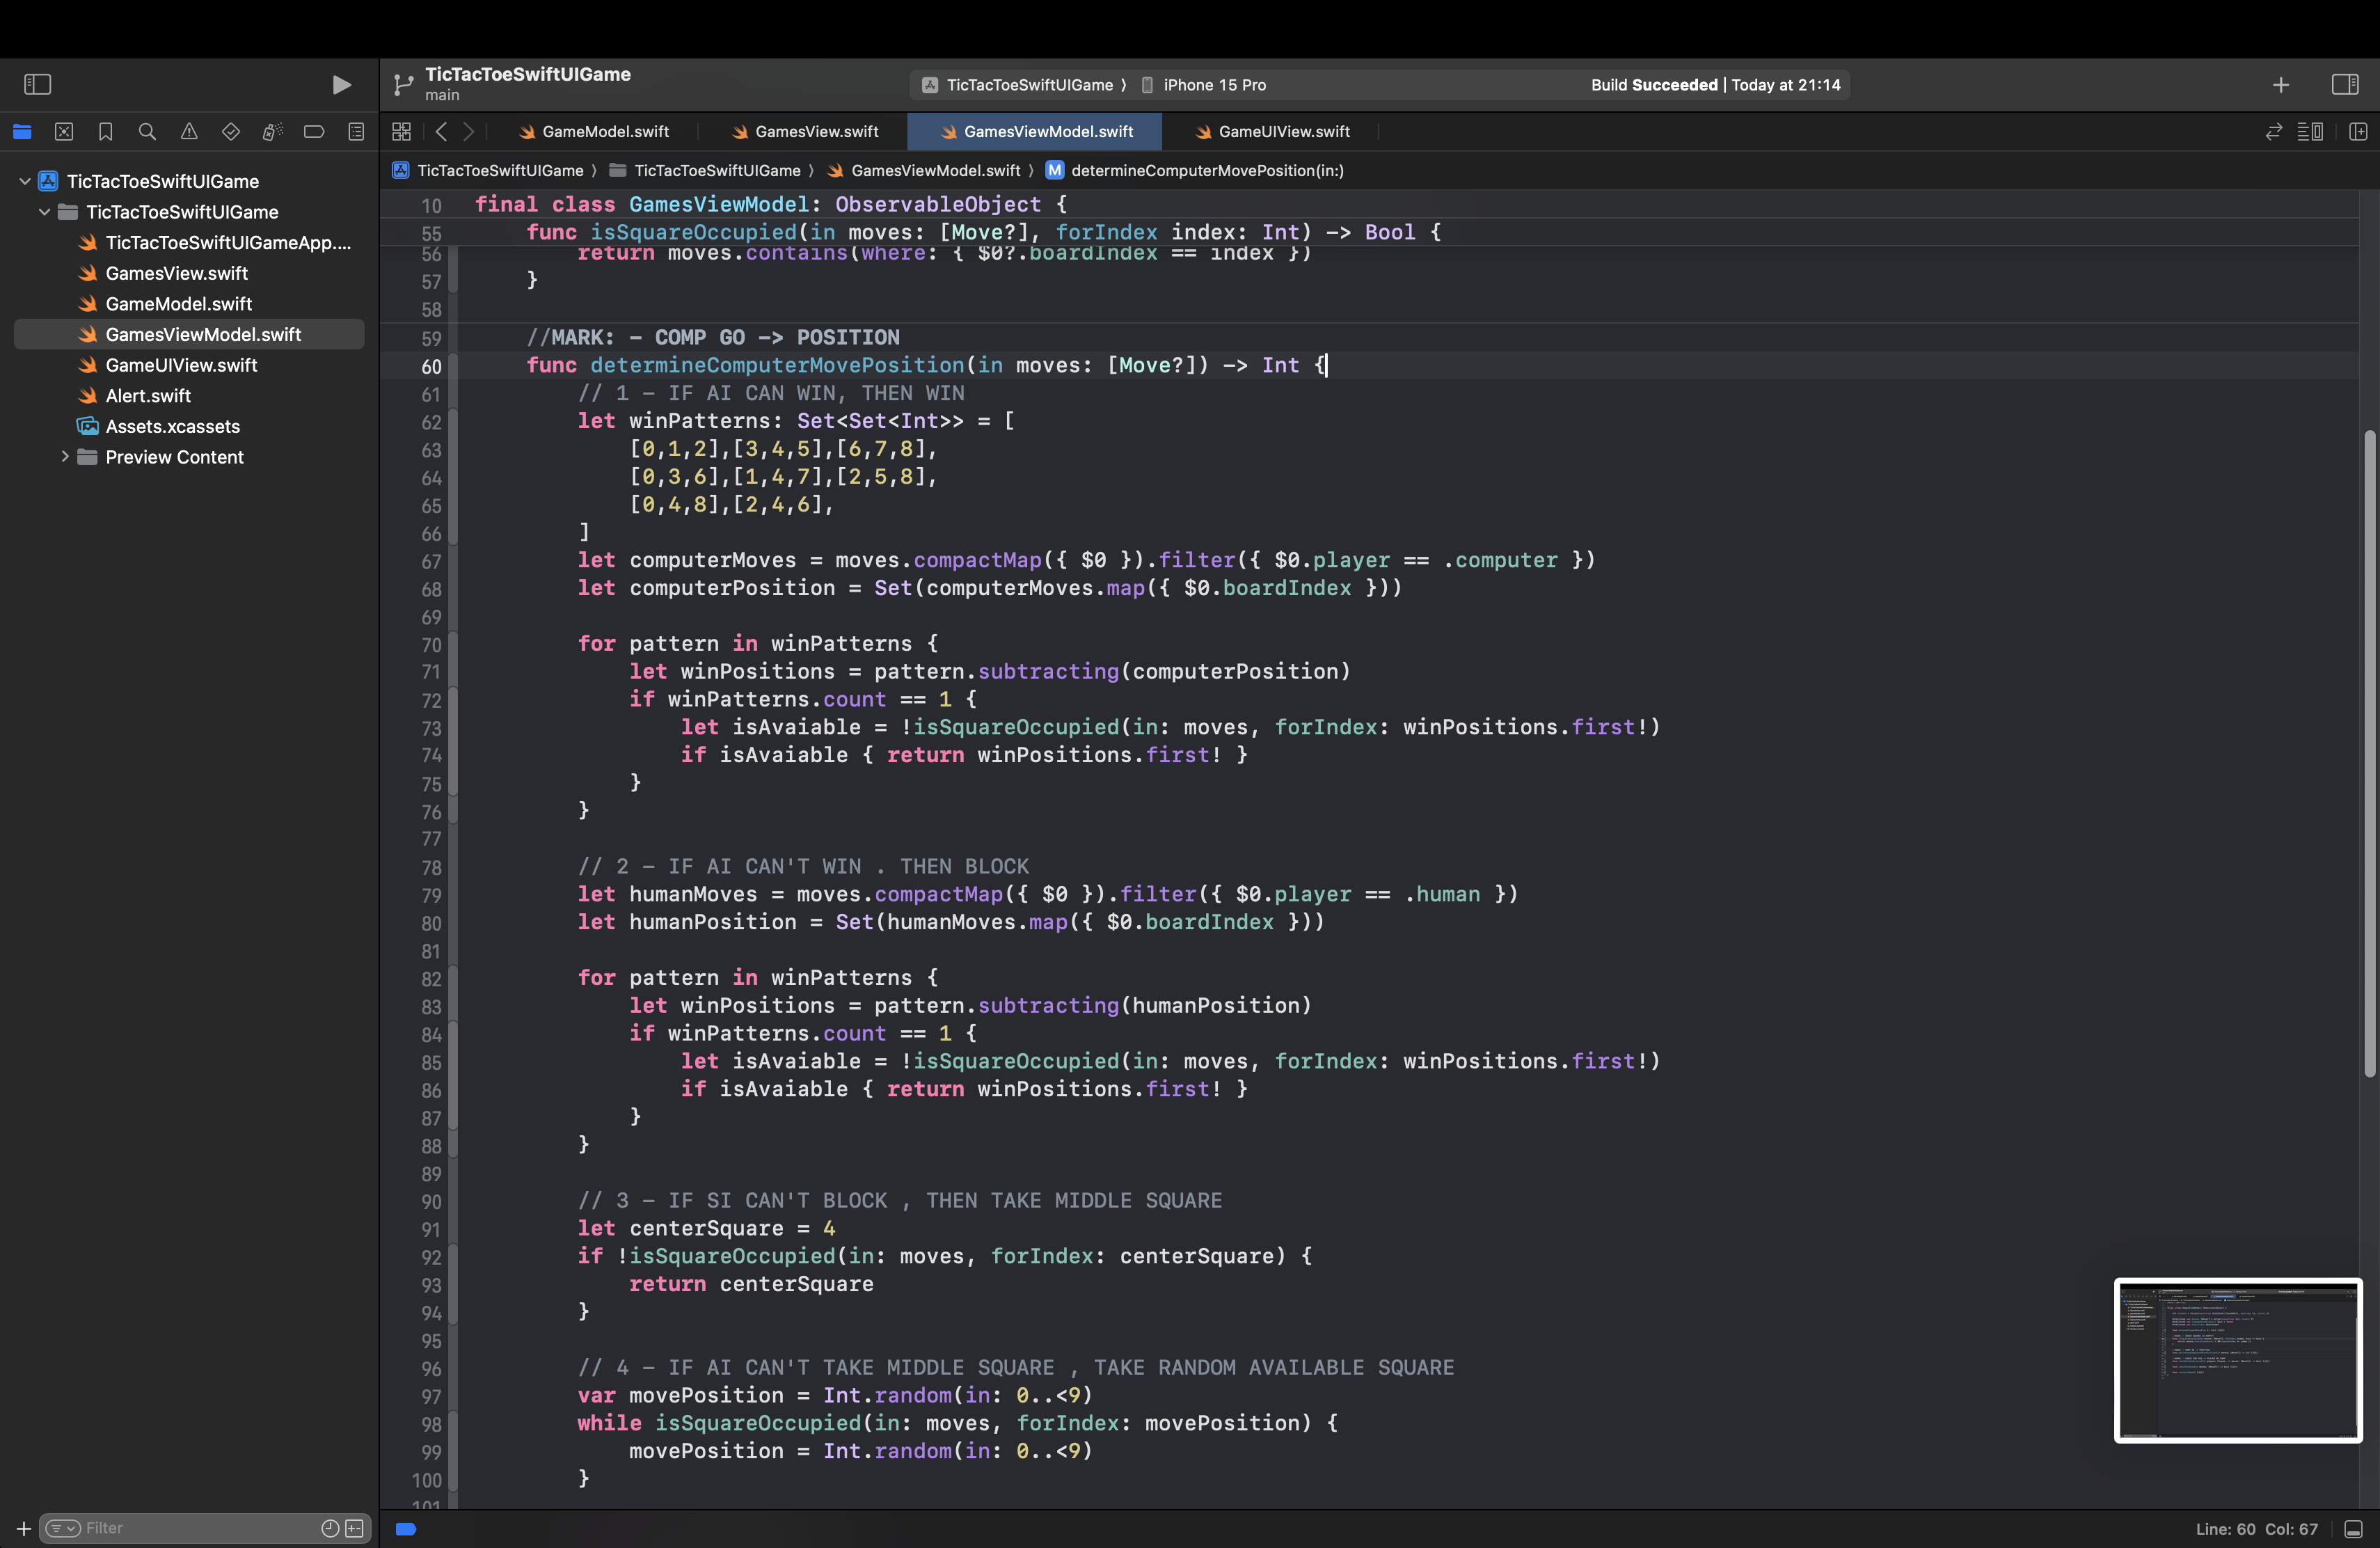 TicTacToeSwiftUIGame
main
TicTacToeSwiftUIGame 〉 iPhone 15 Pro
Build Succeeded | Today at 21:14
GameModel.swift
GamesView.swift
GamesViewModel.swift
GameUIView.swift
TicTacToeSwiftUIGame 〉 TicTacToeSwiftUIGame 〉 GamesViewModel.swift 〉 M determineComputerMovePosition(in:)
TicTacToeSwiftUIGame
TicTacToeSwiftUIGame
TicTacToeSwiftUIGameApp....
GamesView.swift
GameModel.swift
GamesViewModel.swift
GameUIView.swift
Alert.swift
Assets.xcassets
Preview Content
10 final class GamesViewModel: ObservableObject {
55 func isSquareOccupied(in moves: [Move?], forIndex index: Int) -> Bool {
56 return moves.contains(where: { $0?.boardIndex == index })
57 }
58
59 //MARK: - COMP GO -> POSITION
60 func determineComputerMovePosition(in moves: [Move?]) -> Int {
61 // 1 - IF AI CAN WIN, THEN WIN
62 let winPatterns: Set<Set<Int>> = [
63 [0,1,2],[3,4,5],[6,7,8],
64 [0,3,6],[1,4,7],[2,5,8],
65 [0,4,8],[2,4,6],
66 ]
67 let computerMoves = moves.compactMap({ $0 }).filter({ $0.player == .computer })
68 let computerPosition = Set(computerMoves.map({ $0.boardIndex }))
69
70 for pattern in winPatterns {
71 let winPositions = pattern.subtracting(computerPosition)
72 if winPatterns.count == 1 {
73 let isAvaiable = !isSquareOccupied(in: moves, forIndex: winPositions.first!)
74 if isAvaiable { return winPositions.first! }
75 }
76 }
77
78 // 2 - IF AI CAN'T WIN . THEN BLOCK
79 let humanMoves = moves.compactMap({ $0 }).filter({ $0.player == .human })
80 let humanPosition = Set(humanMoves.map({ $0.boardIndex }))
81
82 for pattern in winPatterns {
83 let winPositions = pattern.subtracting(humanPosition)
84 if winPatterns.count == 1 {
85 let isAvaiable = !isSquareOccupied(in: moves, forIndex: winPositions.first!)
86 if isAvaiable { return winPositions.first! }
87 }
88 }
89
90 // 3 - IF SI CAN'T BLOCK , THEN TAKE MIDDLE SQUARE
91 let centerSquare = 4
92 if !isSquareOccupied(in: moves, forIndex: centerSquare) {
93 return centerSquare
94 }
95
96 // 4 - IF AI CAN'T TAKE MIDDLE SQUARE , TAKE RANDOM AVAILABLE SQUARE
97 var movePosition = Int.random(in: 0..<9)
98 while isSquareOccupied(in: moves, forIndex: movePosition) {
99 movePosition = Int.random(in: 0..<9)
100 }
101
Filter
Line: 60 Col: 67